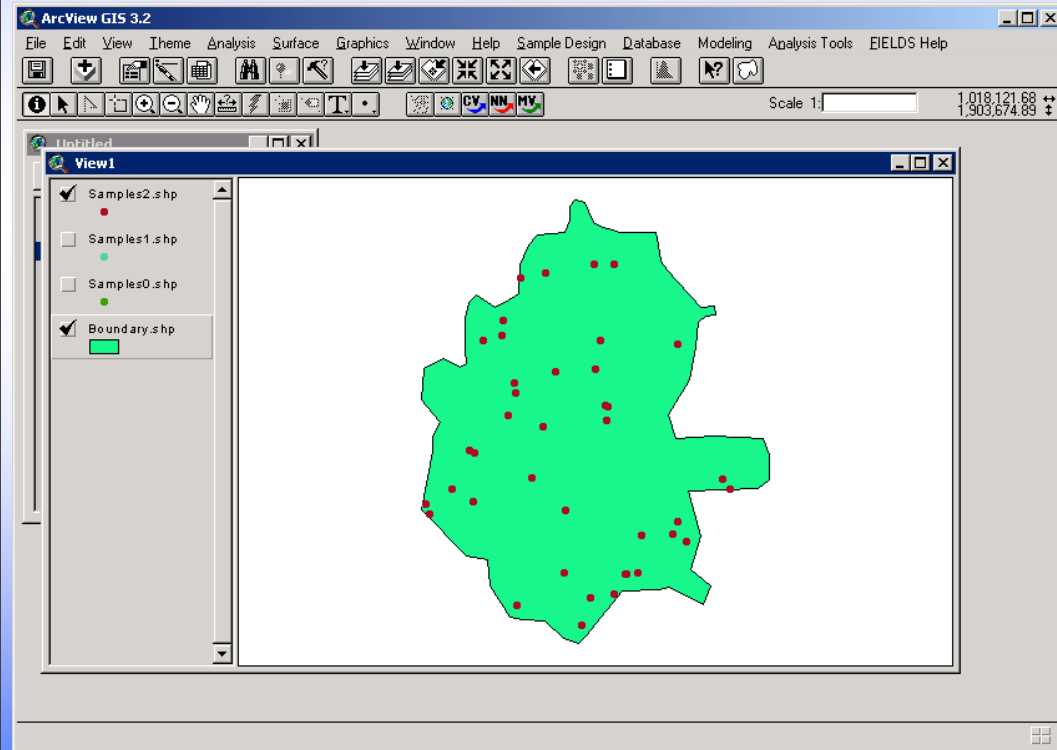 ArcView GIS 3.2
File Edit View Theme Analysis Surface Graphics Window Help Sample Design Database Modeling Analysis Tools FIELDS Help
T CV NN MV Scale 1: 1,018,121.68
1,903,674.89
Untitled
View1
Samples2.shp
Samples1.shp
Samples0.shp
Boundary.shp